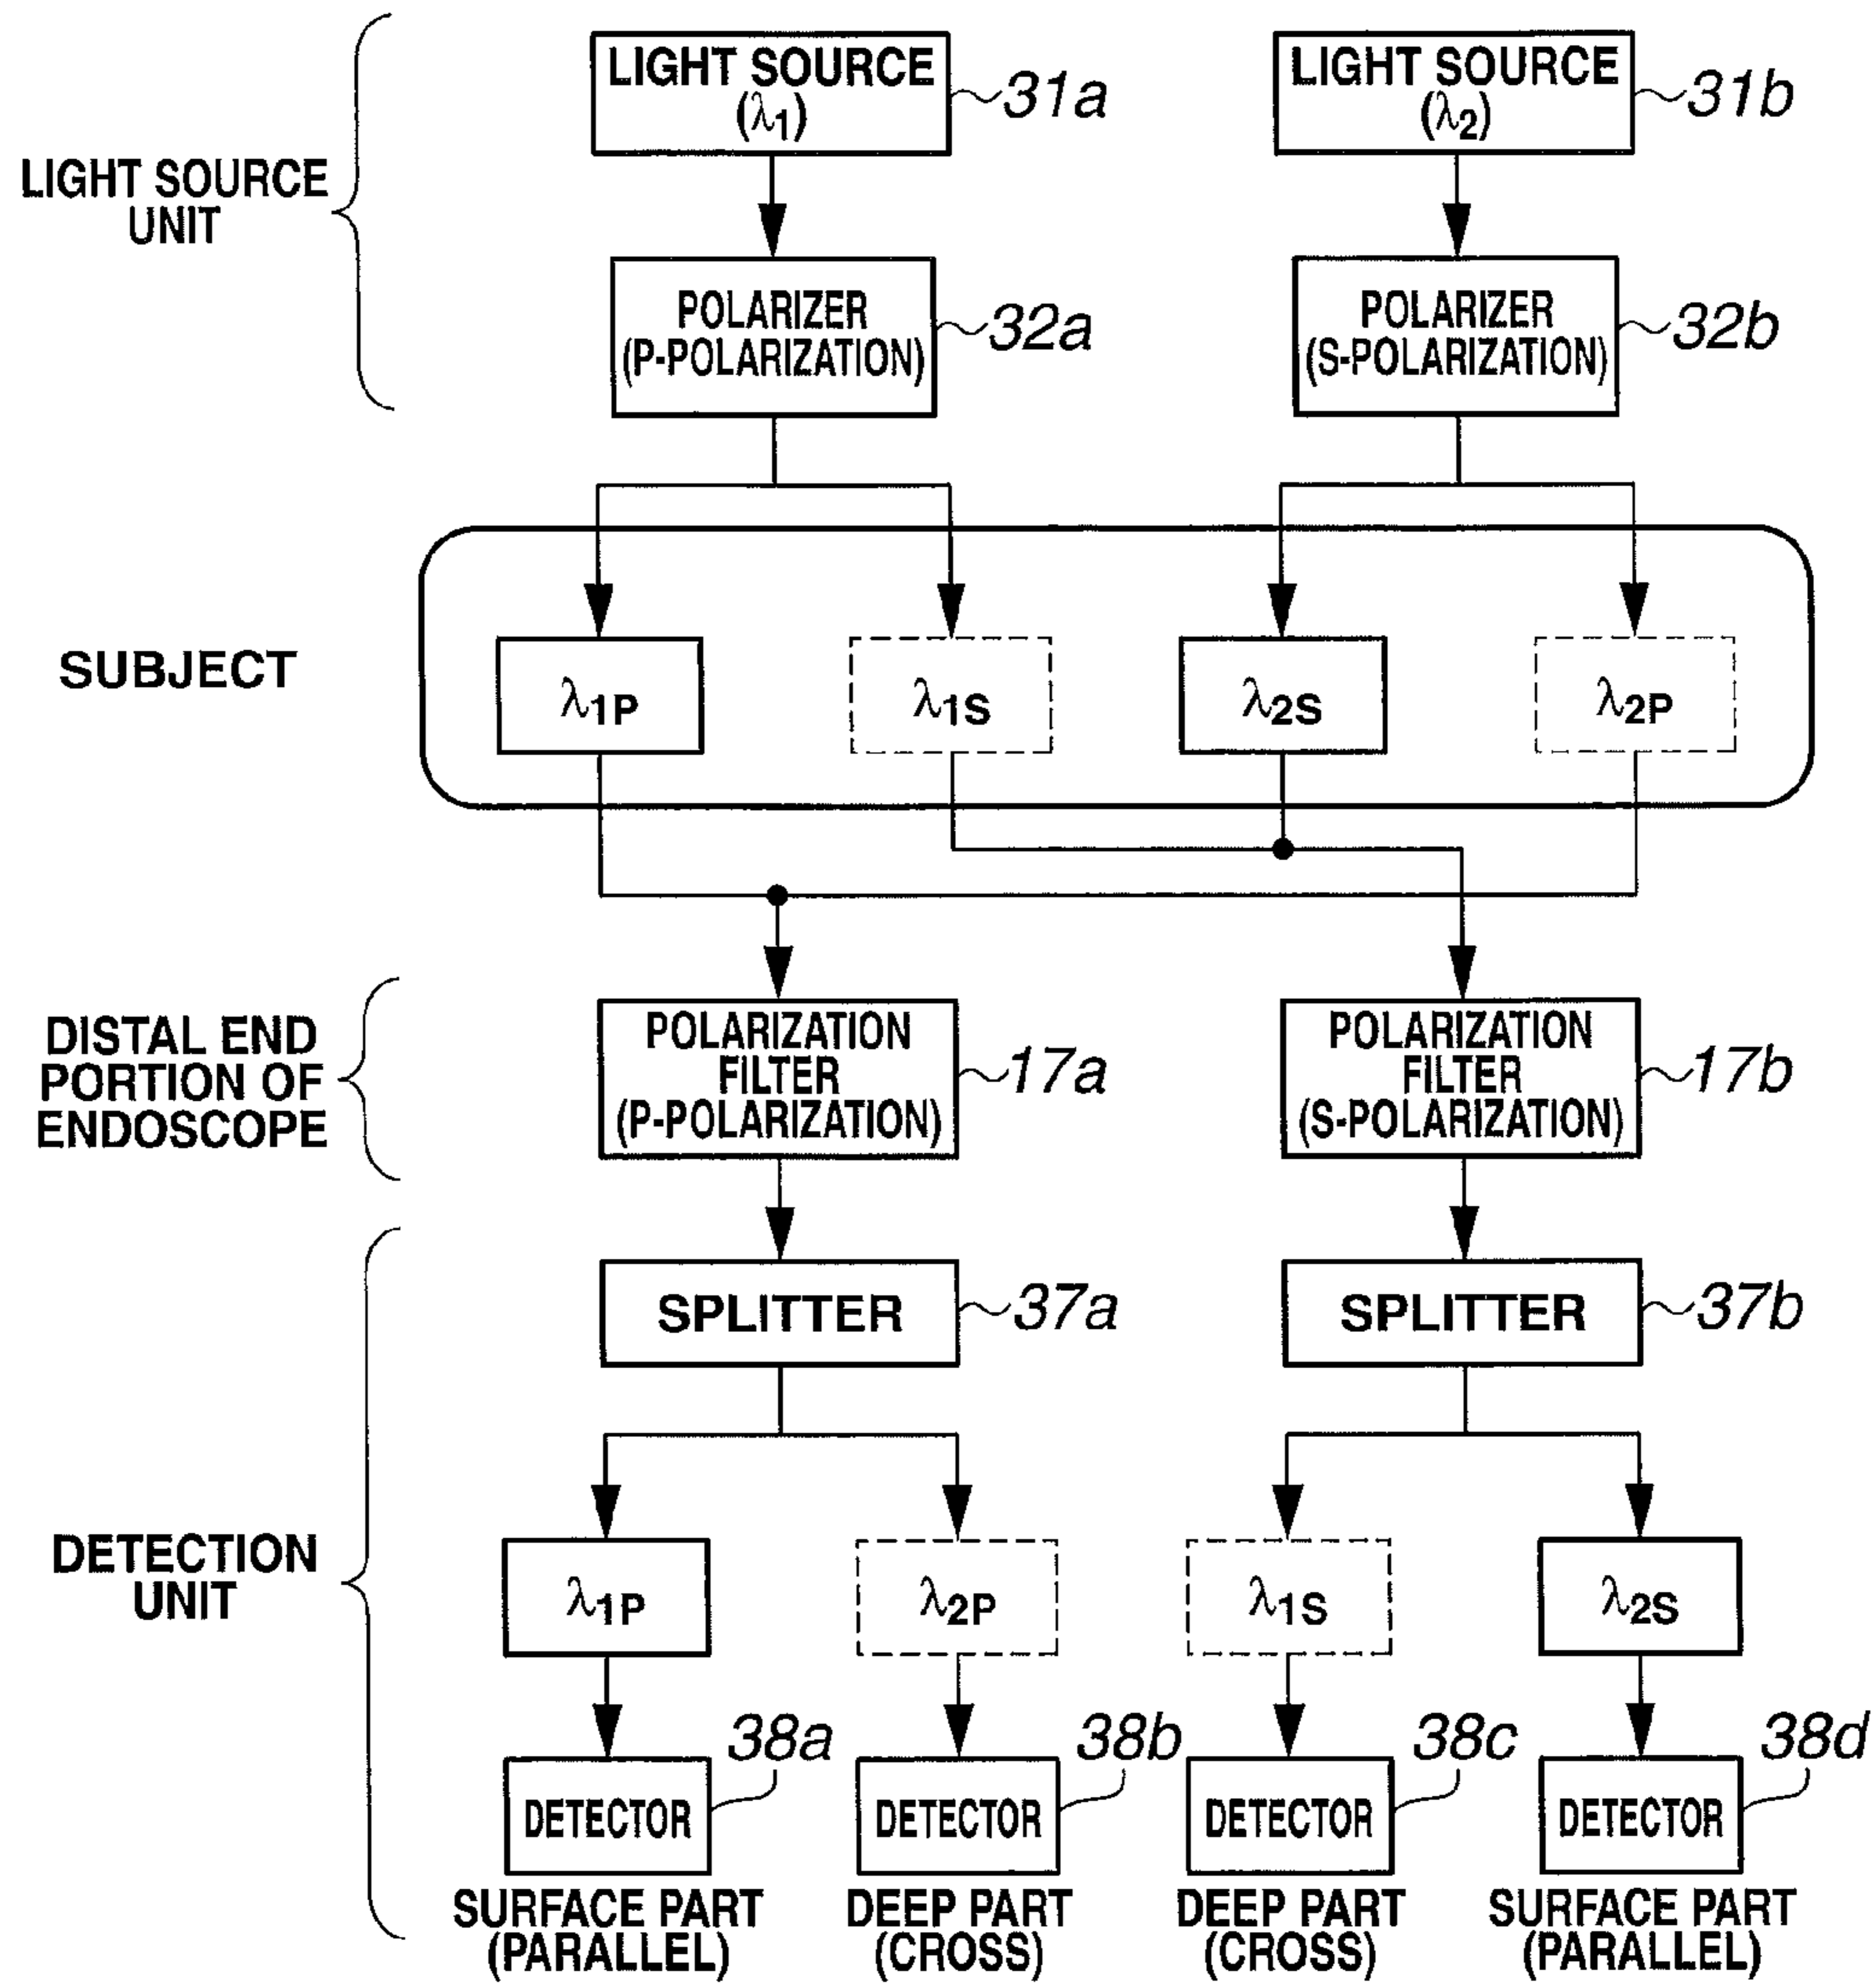 LIGHT SOURCE
(λ1)
31a
LIGHT SOURCE
(λ2)
31b
LIGHT SOURCE
UNIT
POLARIZER
(P-POLARIZATION)
32a
POLARIZER
(S-POLARIZATION)
32b
SUBJECT
λ1P
λ1S
λ2S
λ2P
DISTAL END
PORTION OF
ENDOSCOPE
POLARIZATION
FILTER
(P-POLARIZATION)
17a
POLARIZATION
FILTER
(S-POLARIZATION)
17b
SPLITTER
37a
SPLITTER
37b
DETECTION
UNIT
λ1P
λ2P
λ1S
λ2S
38a
38b
38c
38d
DETECTOR
DETECTOR
DETECTOR
DETECTOR
SURFACE PART
(PARALLEL)
DEEP PART
(CROSS)
DEEP PART
(CROSS)
SURFACE PART
(PARALLEL)